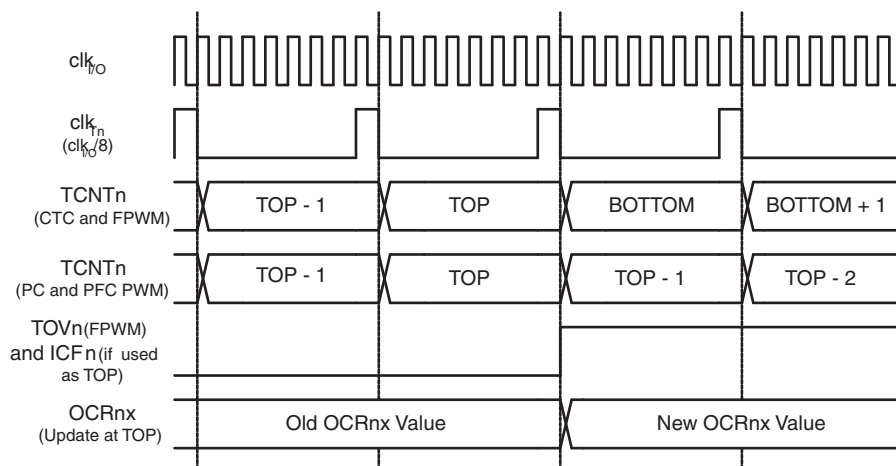 clkI/O
clkTn
(clkI/O/8)
TCNTn
(CTC and FPWM)
TOP - 1 TOP BOTTOM BOTTOM + 1
TCNTn
(PC and PFC PWM)
TOP - 1 TOP TOP - 1 TOP - 2
TOVn (FPWM)
and ICFn (if used
as TOP)
OCRnx
(Update at TOP)
Old OCRnx Value New OCRnx Value